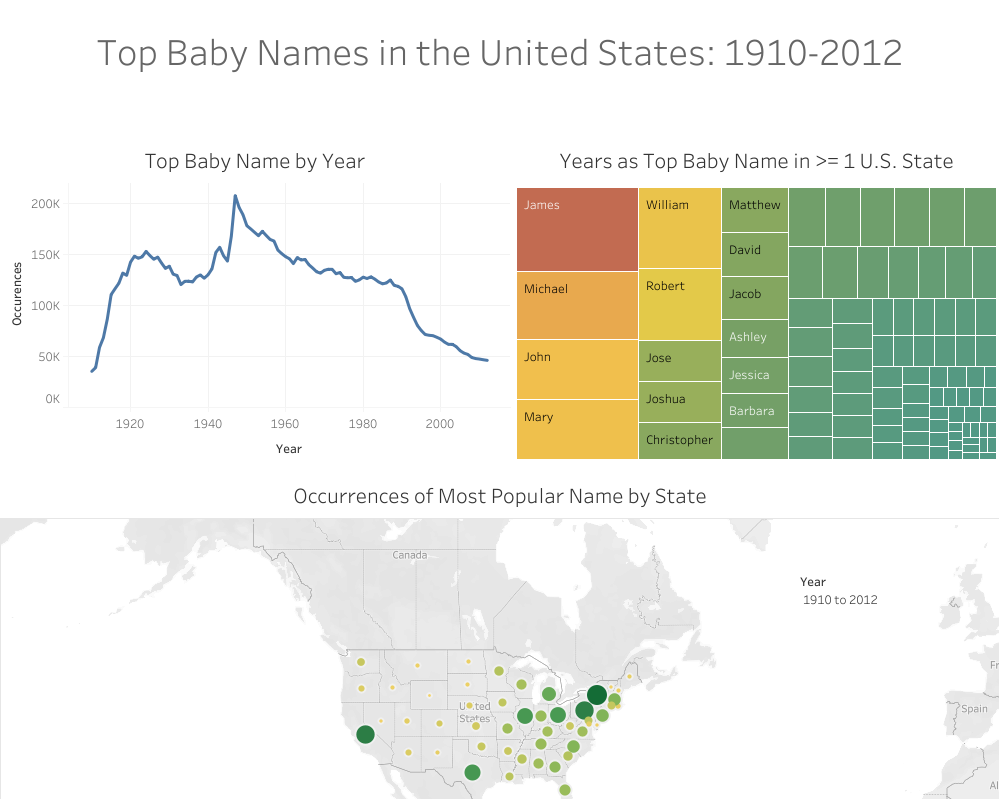 Top Baby Names in the United States: 1910-2012
Top Baby Name by Year
200K
150K
100K
50K
0K
Occurences
1920
1940
1960
1980
2000
Year
Years as Top Baby Name in >= 1 U.S. State
James
Michael
John
Mary
William
Robert
Jose
Joshua
Christopher
Matthew
David
Jacob
Ashley
Jessica
Barbara
Occurrences of Most Popular Name by State
Canada
United
States
Year
1910 to 2012
Fr
Spain
Al